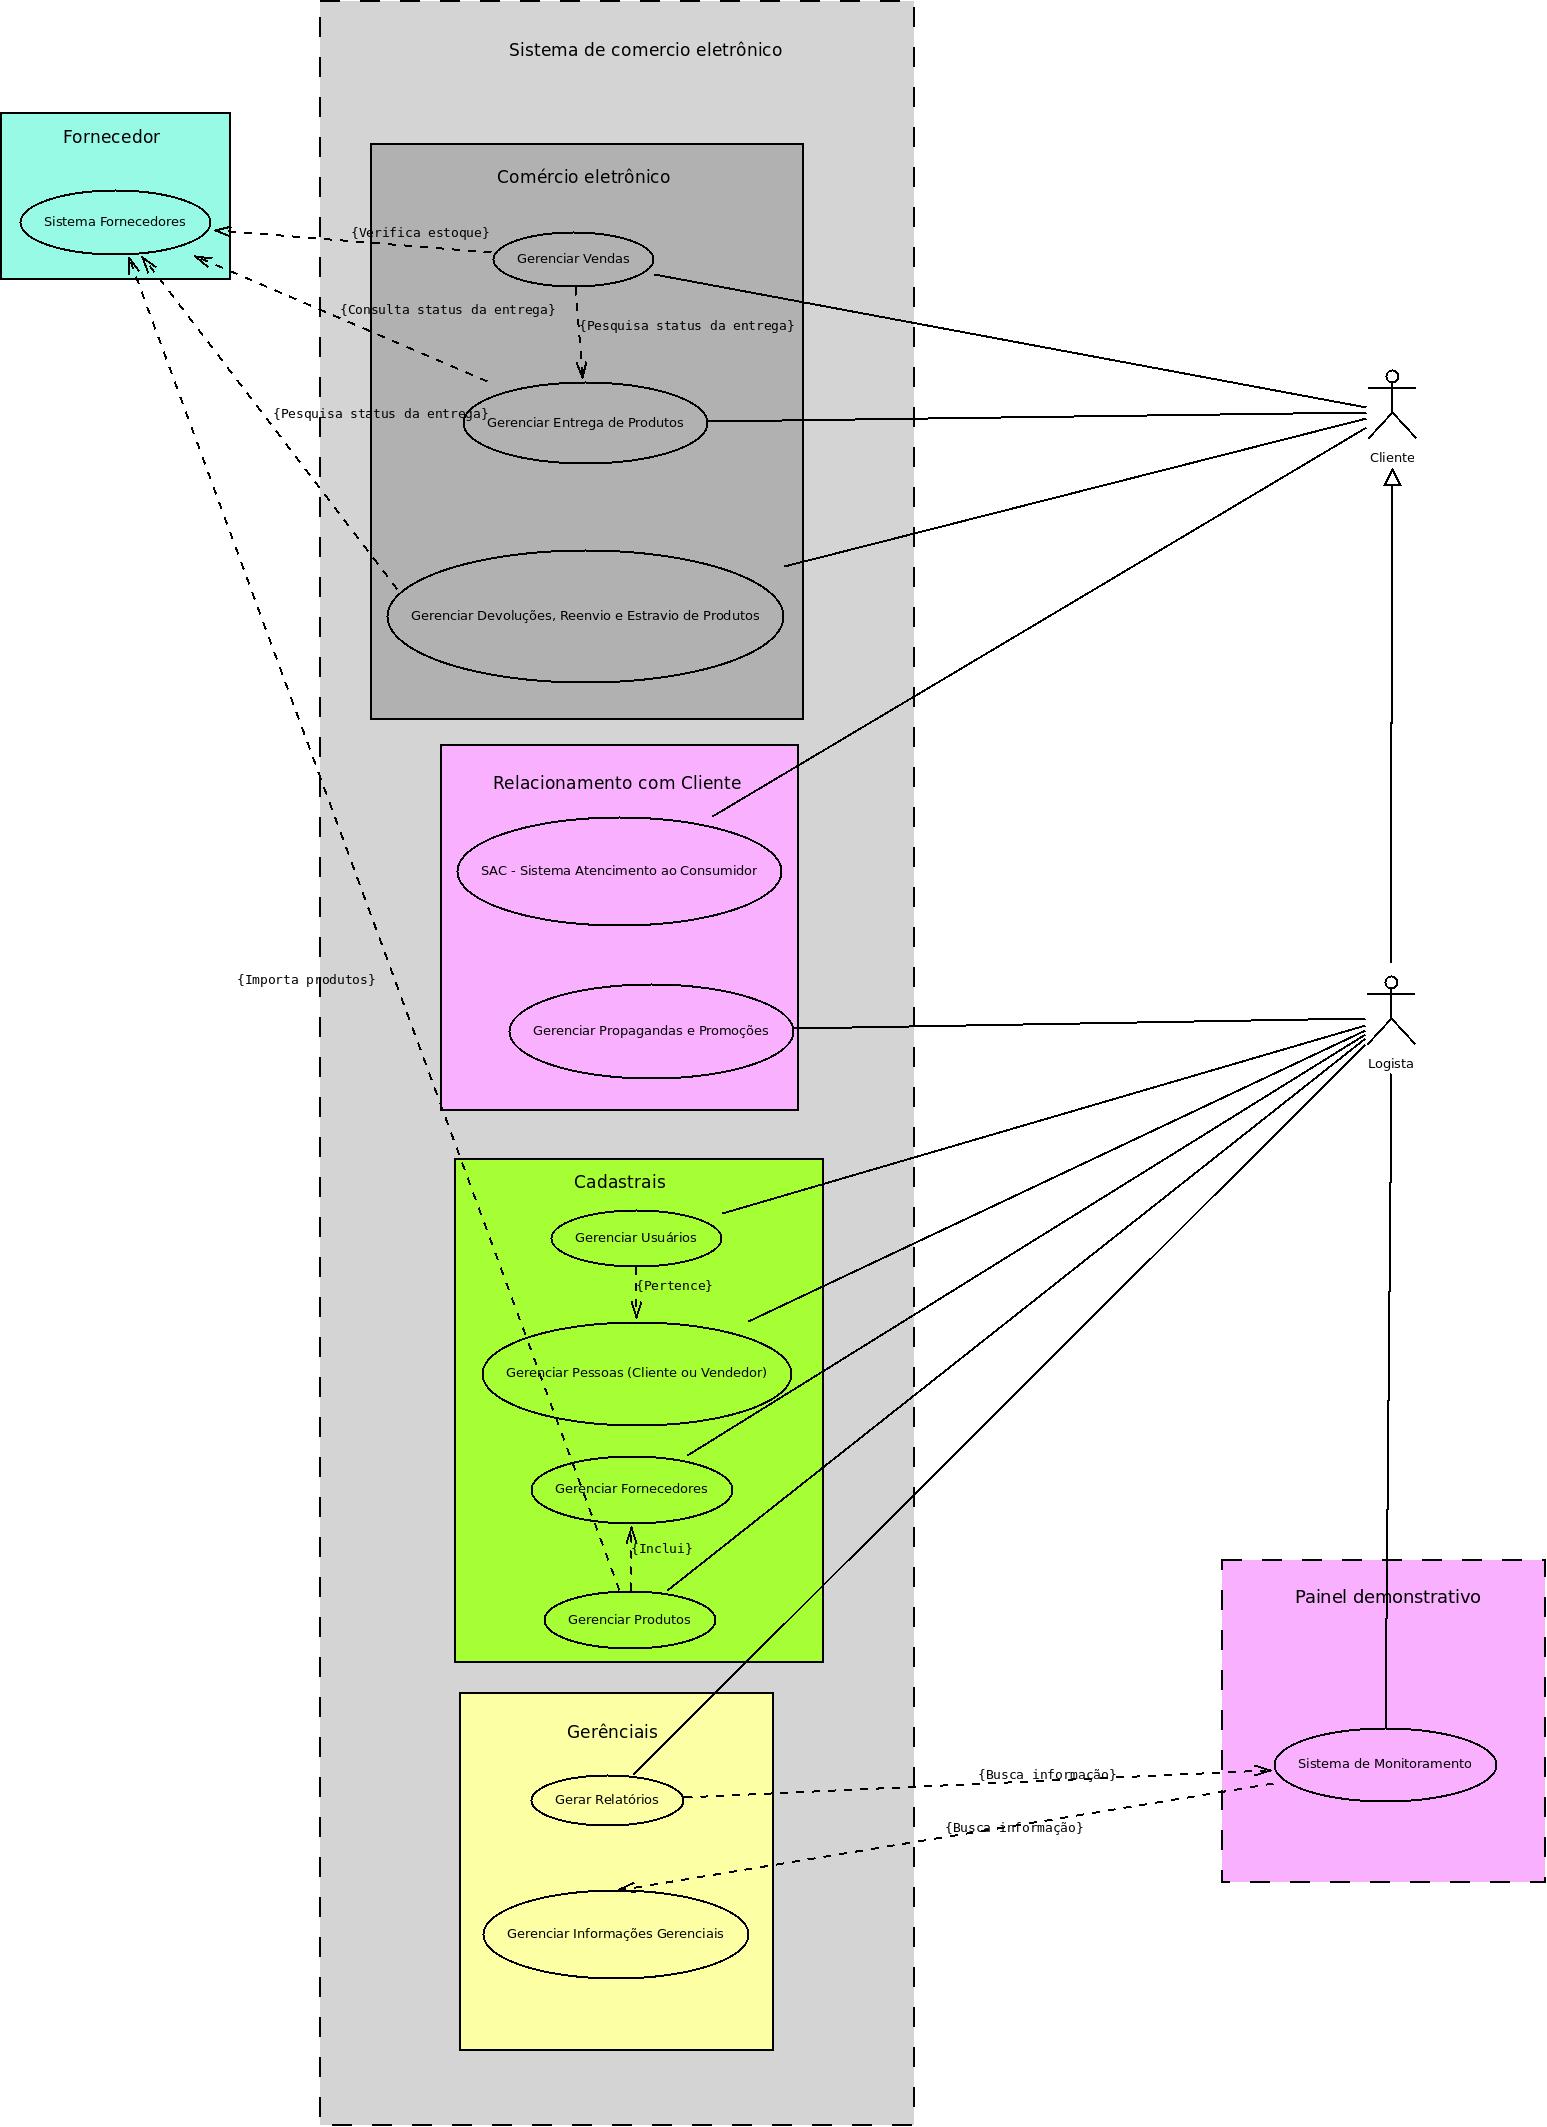 Sistema de comercio eletrônico
Fornecedor
Sistema Fornecedores
Comércio eletrônico
{Verifica estoque}
Gerenciar Vendas
{Consulta status da entrega}
{Pesquisa status da entrega}
{Pesquisa status da entrega}
Gerenciar Entrega de Produtos
Cliente
Gerenciar Devoluções, Reenvio e Estravio de Produtos
Relacionamento com Cliente
SAC - Sistema Atencimento ao Consumidor
{Importa produtos}
Gerenciar Propagandas e Promoções
Logista
Cadastrais
Gerenciar Usuários
{Pertence}
Gerenciar Pessoas (Cliente ou Vendedor)
Gerenciar Fornecedores
{Inclui}
Gerenciar Produtos
Painel demonstrativo
Gerênciais
Sistema de Monitoramento
{Busca informação}
Gerar Relatórios
{Busca informação}
Gerenciar Informações Gerenciais